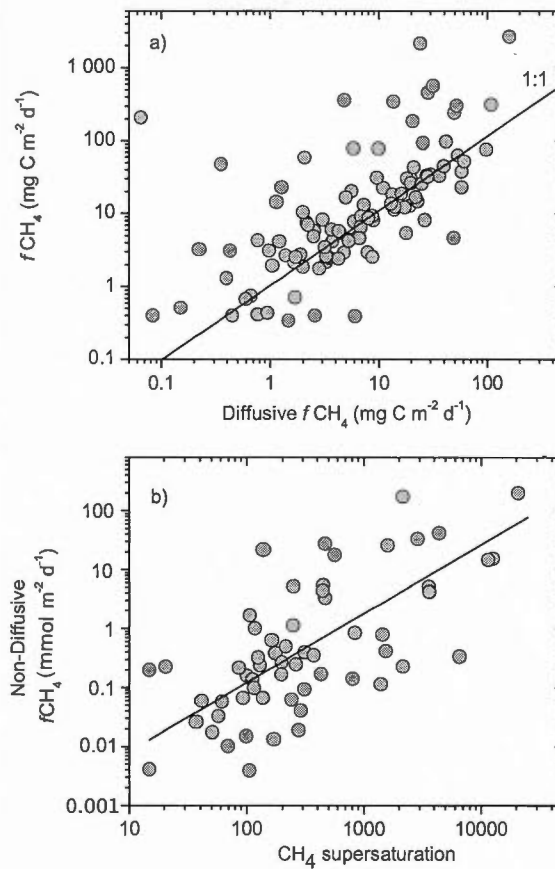 a)
1 000
100
10
1
0.1
f CH₄ (mg C m⁻² d⁻¹)
1:1
0.1 1 10 100
Diffusive f CH₄ (mg C m⁻² d⁻¹)
b)
100
10
1
0.1
0.01
0.001
Non-Diffusive
fCH₄ (mmol m⁻² d⁻¹)
10 100 1000 10000
CH₄ supersaturation